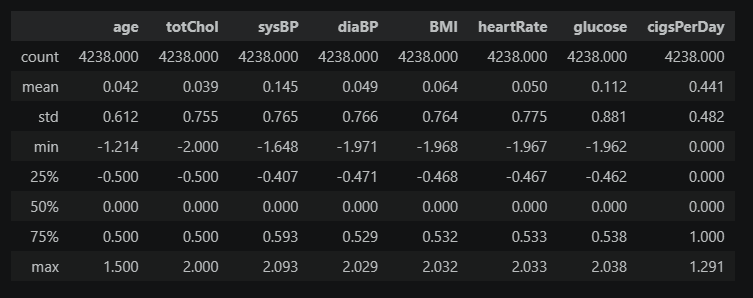 age totChol sysBP diaBP BMI heartRate glucose cigsPerDay
count 4238.000 4238.000 4238.000 4238.000 4238.000 4238.000 4238.000 4238.000
mean 0.042 0.039 0.145 0.049 0.064 0.050 0.112 0.441
std 0.612 0.755 0.765 0.766 0.764 0.775 0.881 0.482
min -1.214 -2.000 -1.648 -1.971 -1.968 -1.967 -1.962 0.000
25% -0.500 -0.500 -0.407 -0.471 -0.468 -0.467 -0.462 0.000
50% 0.000 0.000 0.000 0.000 0.000 0.000 0.000 0.000
75% 0.500 0.500 0.593 0.529 0.532 0.533 0.538 1.000
max 1.500 2.000 2.093 2.029 2.032 2.033 2.038 1.291